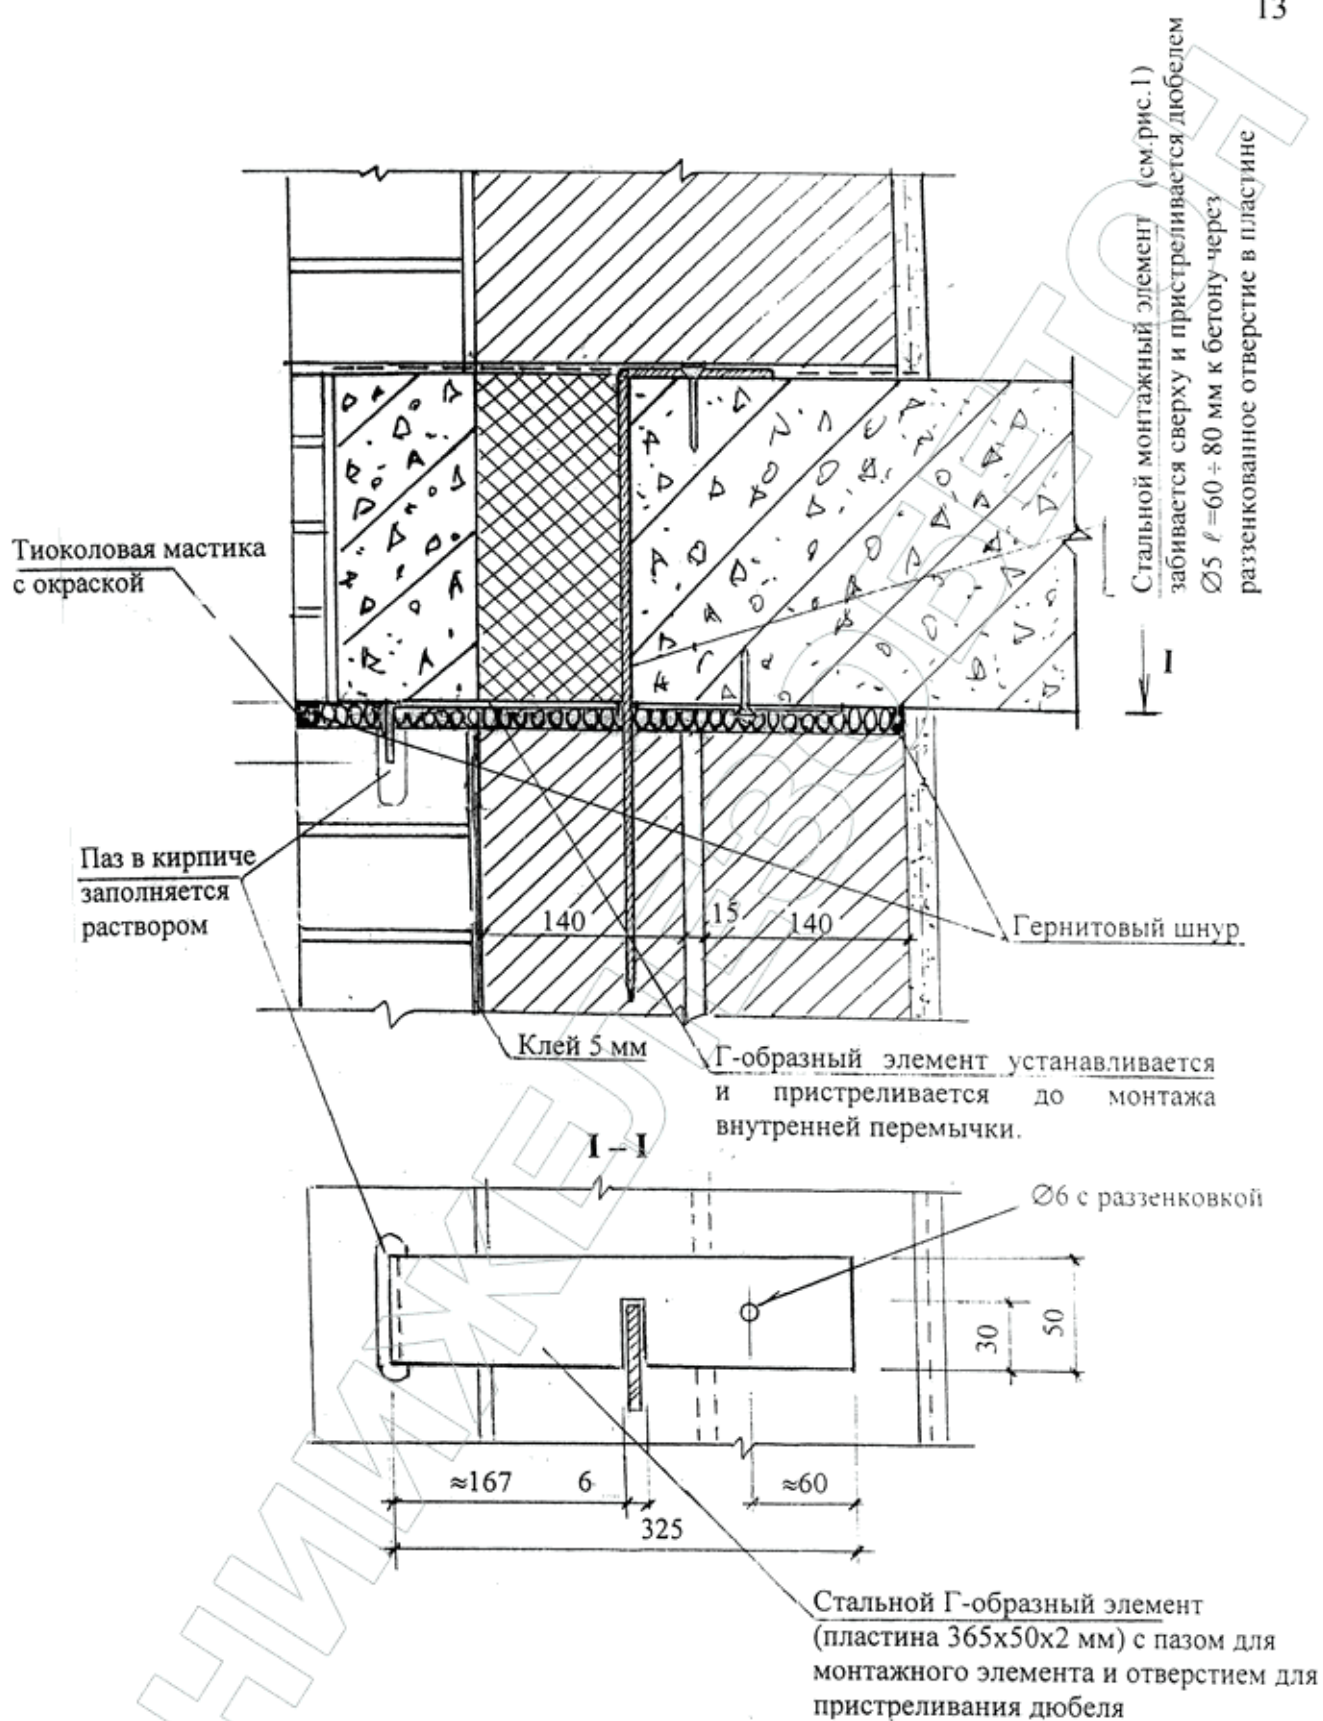 13
Стальной монтажный элемент (см.рис.1)
забивается сверху и пристреливается дюбелем
Ø5 ℓ=60÷80 мм к бетону через
раззенкованное отверстие в пластине
Тиоколовая мастика
с окраской
I
Паз в кирпиче
заполняется
раствором
140
15
140
Гернитовый шнур
Клей 5 мм
Г-образный элемент устанавливается
и пристреливается до монтажа
внутренней перемычки.
I – I
Ø6 с раззенковкой
30
50
≈167
6
≈60
325
Стальной Г-образный элемент
(пластина 365х50х2 мм) с пазом для
монтажного элемента и отверстием для
пристреливания дюбеля
НИИЖЕЛЕЗОБЕТОН